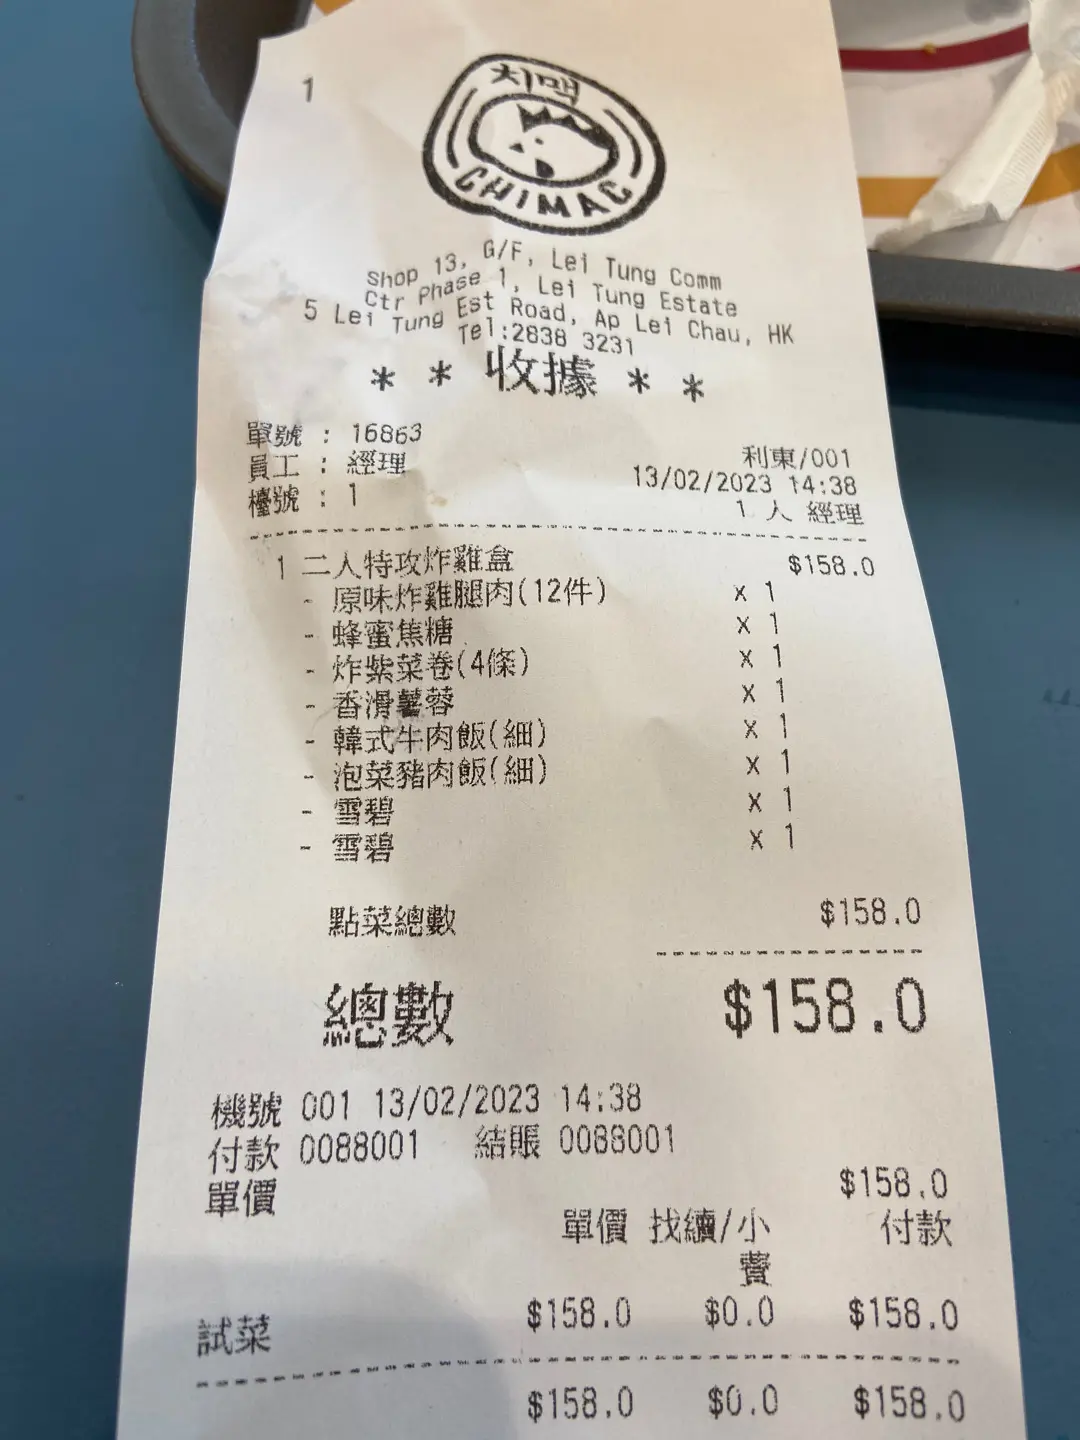 1
치맥
CHIMAC
Shop 13, G/F, Lei Tung Comm
Ctr Phase 1, Lei Tung Estate
5 Lei Tung Est Road, Ap Lei Chau, HK
Tel:2838 3231
* * 收據 * *
單號 : 16863
員工 : 經理 利東/001
檯號 : 1 13/02/2023 14:38
1 人 經理
1 二人特攻炸雞盒 $158.0
- 原味炸雞腿肉(12件) x 1
- 蜂蜜焦糖 x 1
- 炸紫菜卷(4條) x 1
- 香滑薯蓉 x 1
- 韓式牛肉飯(細) x 1
- 泡菜豬肉飯(細) x 1
- 雪碧 x 1
- 雪碧 x 1
點菜總數 $158.0
總數 $158.0
機號 001 13/02/2023 14:38
付款 0088001 結賬 0088001
單價 $158.0
單價 找續/小費 付款
試菜 $158.0 $0.0 $158.0
$158.0 $0.0 $158.0